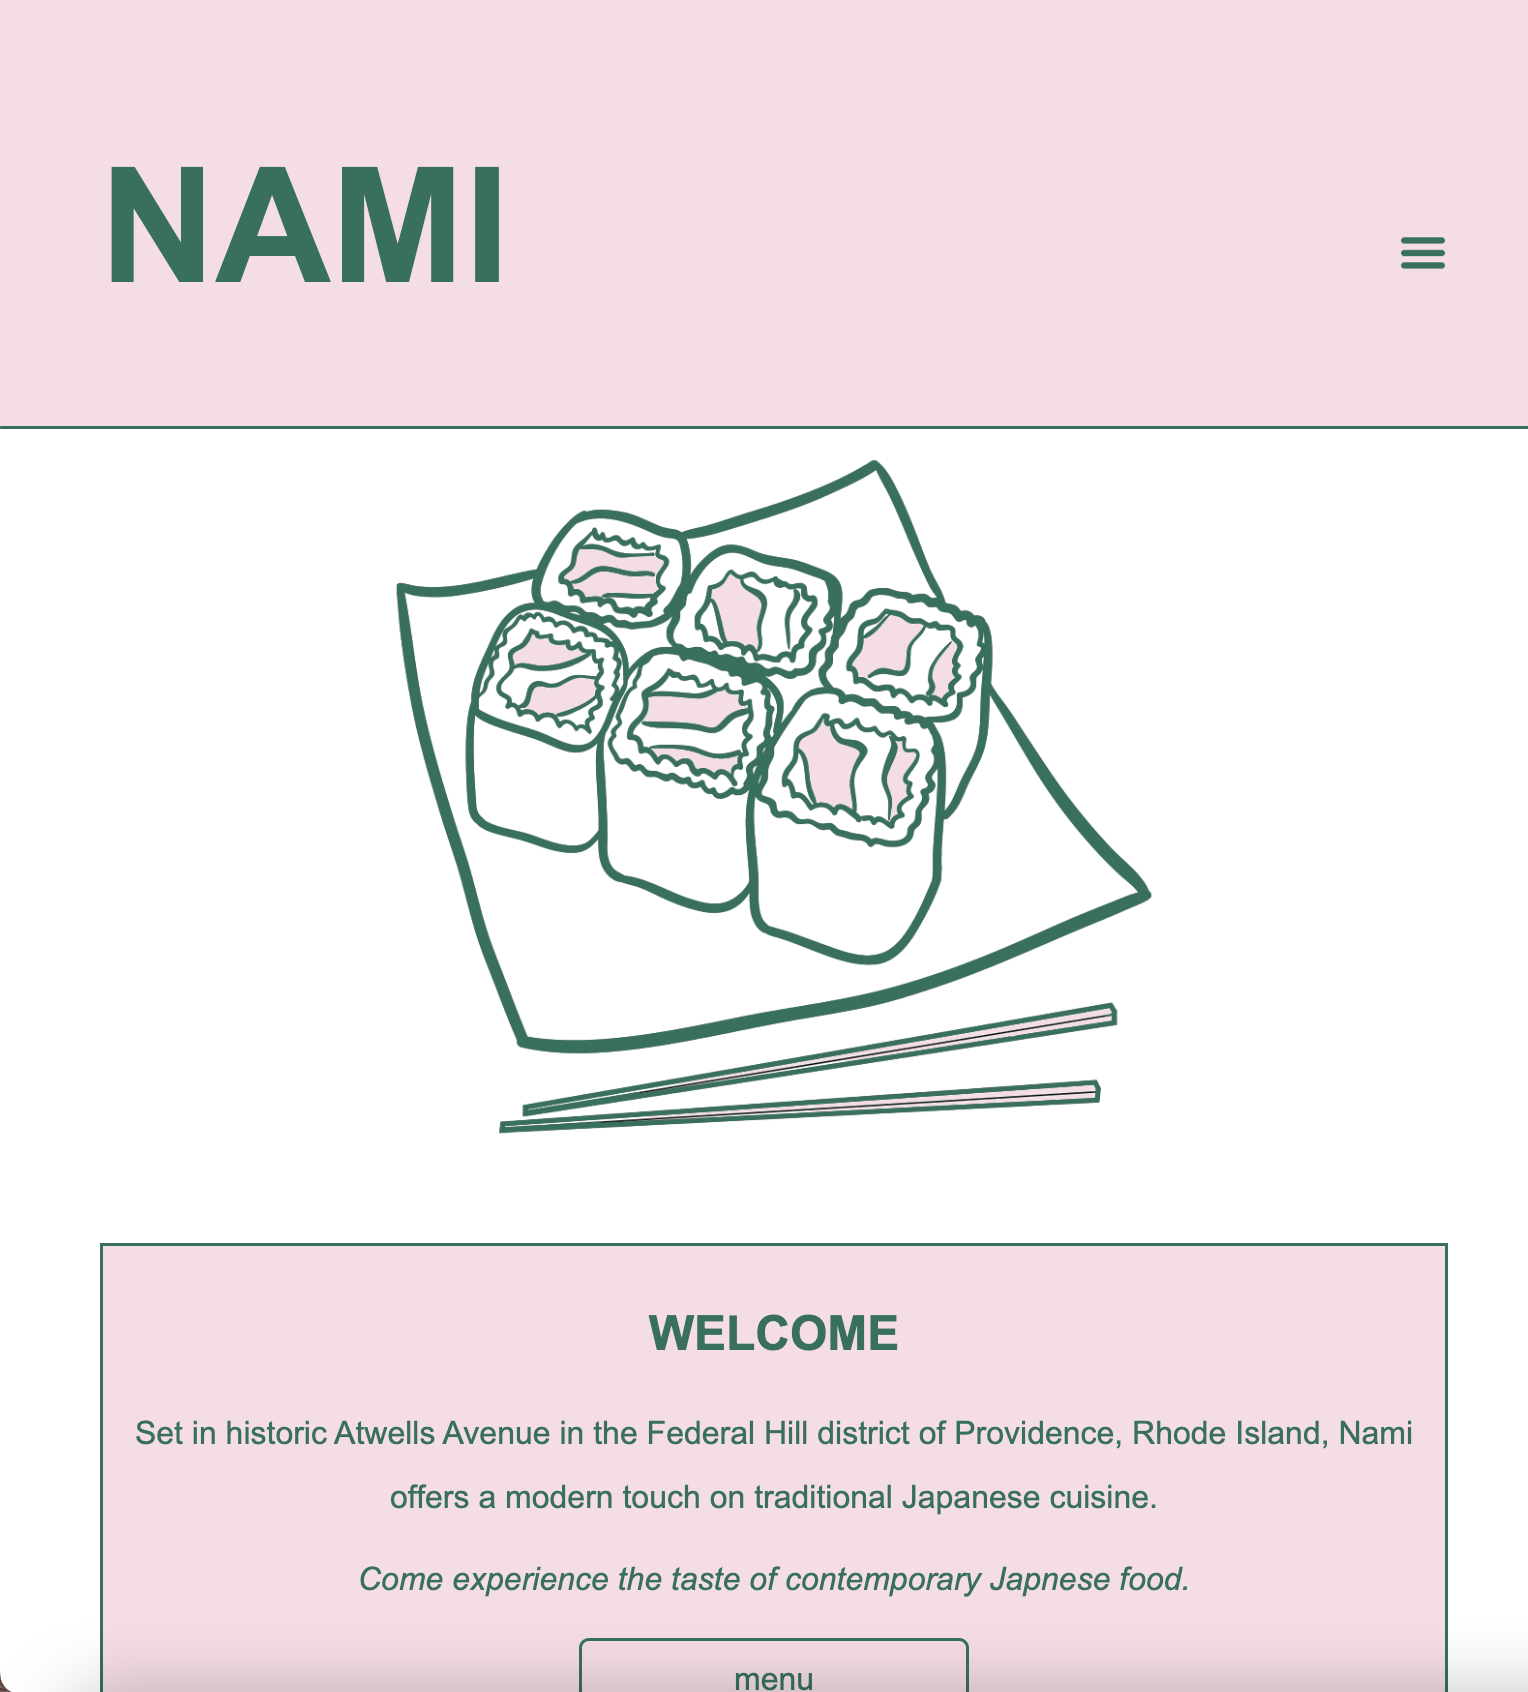 NAMI
WELCOME
Set in historic Atwells Avenue in the Federal Hill district of Providence, Rhode Island, Nami
offers a modern touch on traditional Japanese cuisine.
Come experience the taste of contemporary Japnese food.
menu